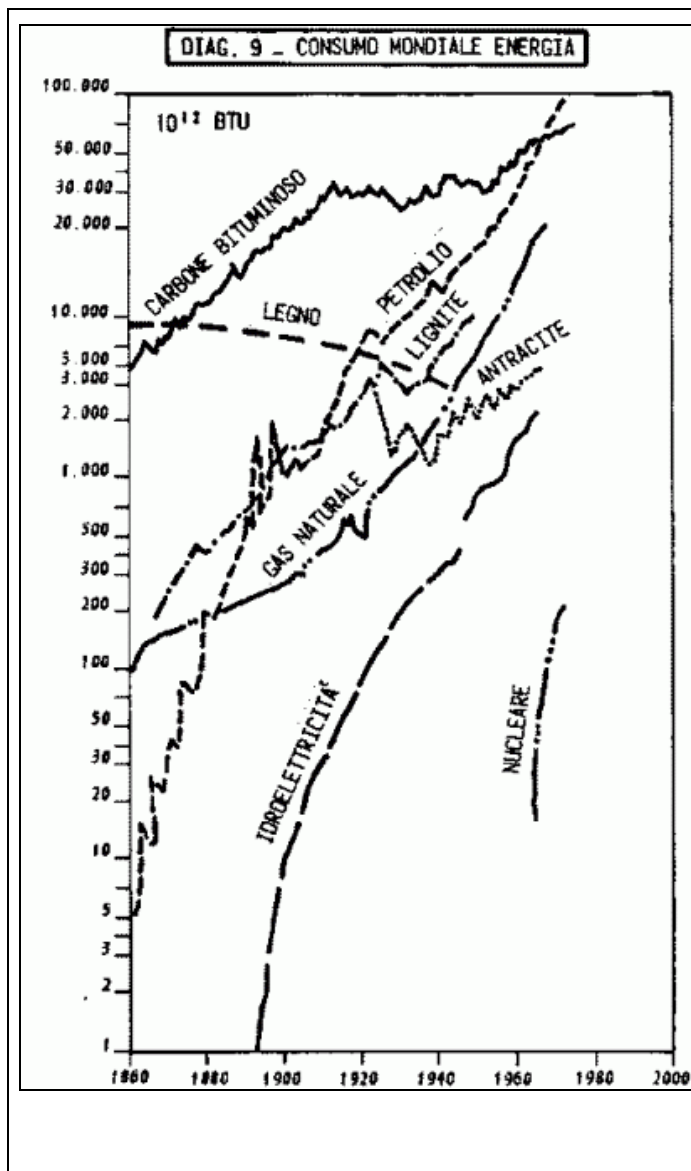 DIAG. 9 - CONSUMO MONDIALE ENERGIA
100.000
10¹² BTU
50.000
30.000
20.000
CARBONE BITUMINOSO
PETROLIO
10.000
LEGNO
LIGNITE
5.000
3.000
ANTRACITE
2.000
1.000
GAS NATURALE
500
300
200
100
IDROELETTRICITA'
NUCLEARE
50
30
20
10
5
3
2
1
1860 1880 1900 1920 1940 1960 1980 2000